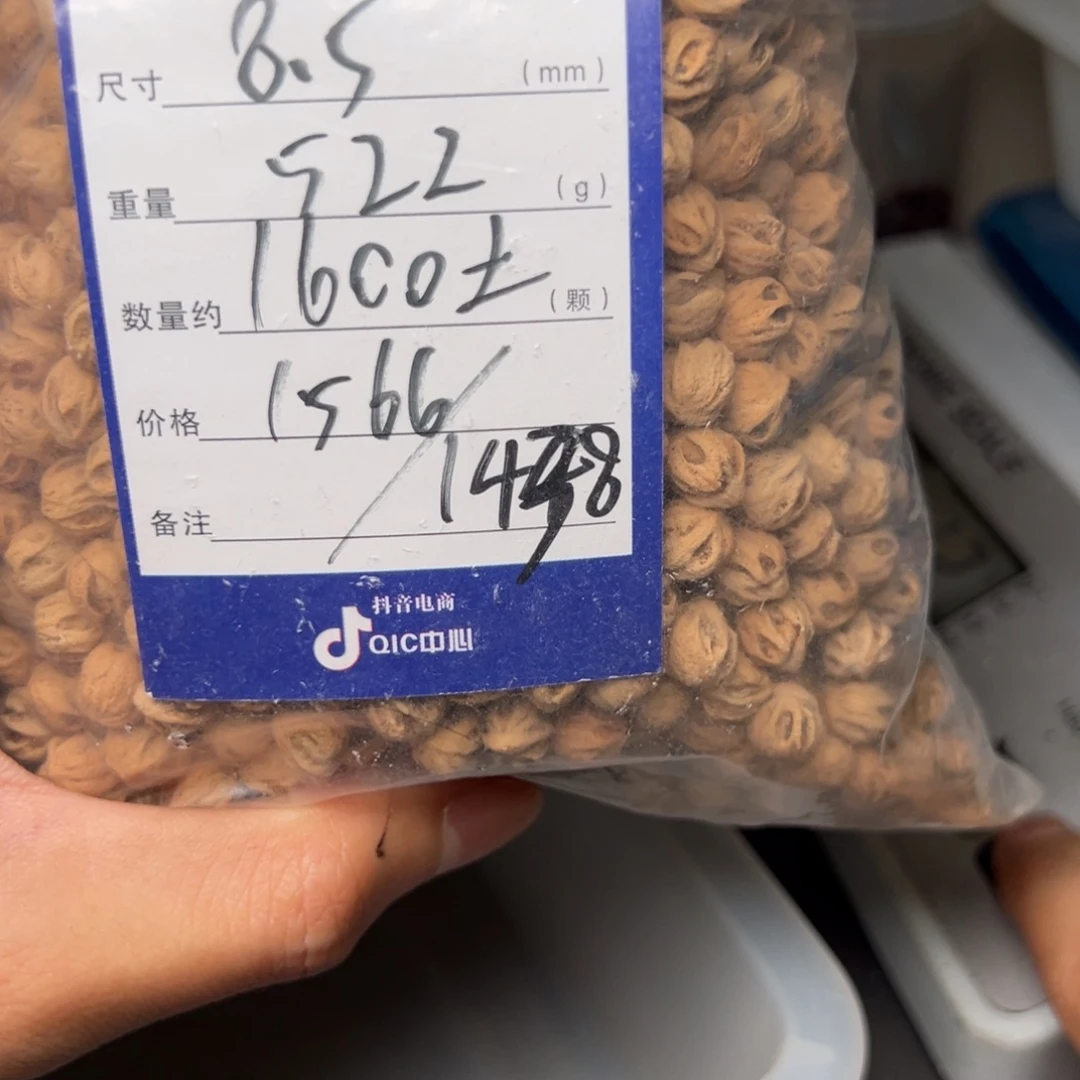 尺寸 8.5 (mm)
重量 522 (g)
数量约 1600± (颗)
价格 1566
备注
抖音电商
QIC中心